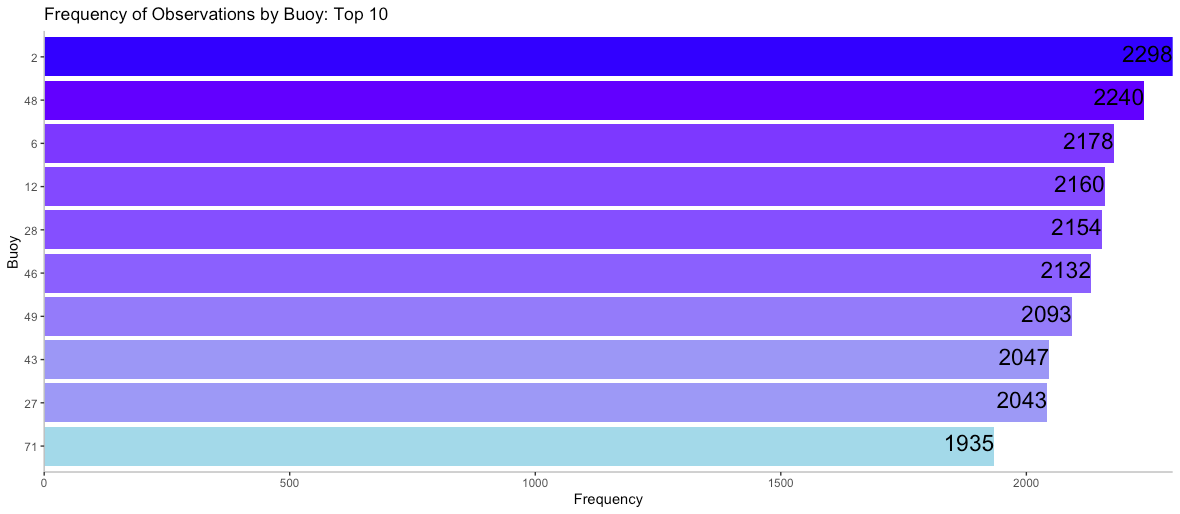 Frequency of Observations by Buoy: Top 10
Buoy
2 2298
48 2240
6 2178
12 2160
28 2154
46 2132
49 2093
43 2047
27 2043
71 1935
0 500 1000 1500 2000
Frequency